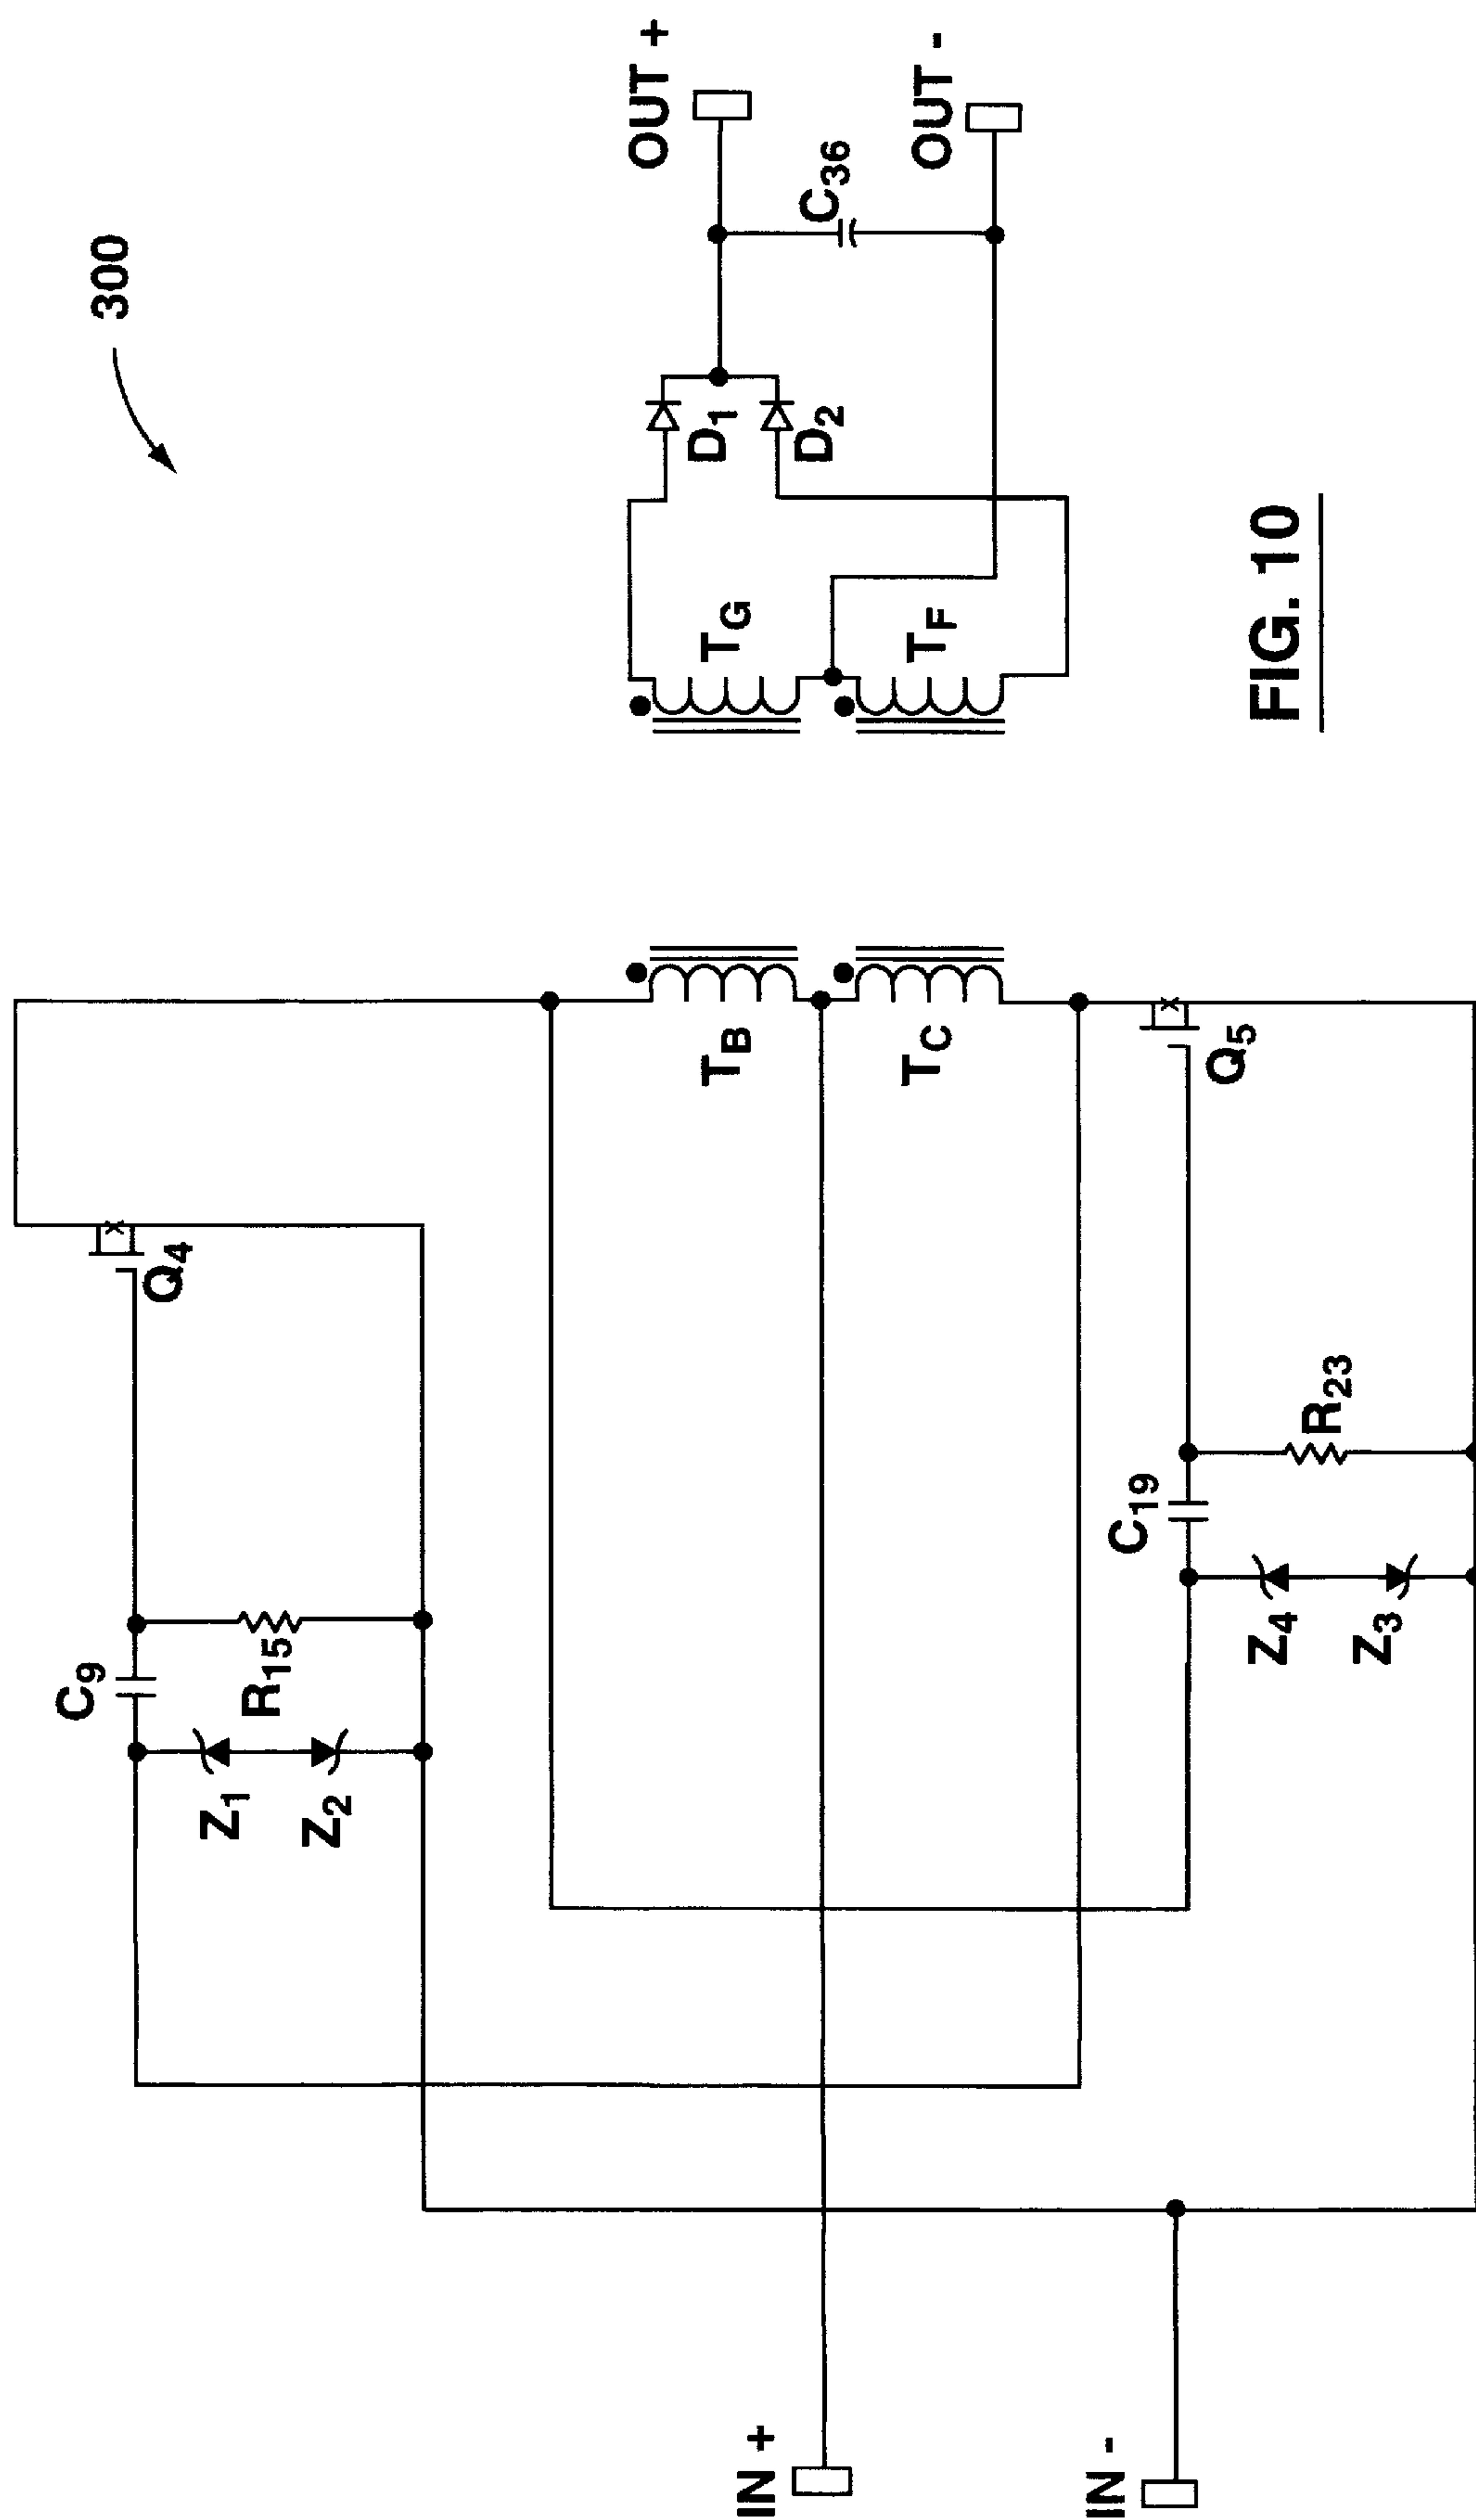 300
OUT +
OUT -
C36
D1
D2
TG
TF
TB
TC
Q4
Q5
C9
R15
Z1
Z2
C19
R23
Z4
Z3
IN +
IN -
FIG. 10